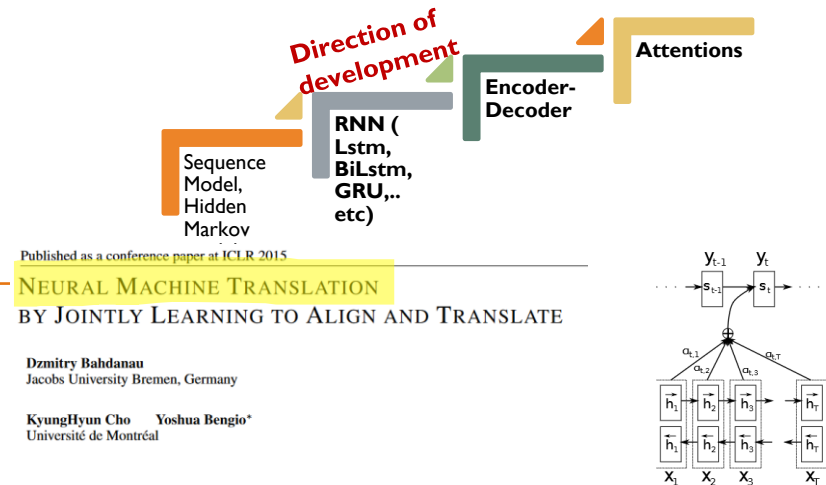 Direction of
development
Attentions
Encoder-
Decoder
RNN (
Lstm,
BiLstm,
GRU,..
etc)
Sequence
Model,
Hidden
Markov
Published as a conference paper at ICLR 2015
NEURAL MACHINE TRANSLATION
BY JOINTLY LEARNING TO ALIGN AND TRANSLATE
Dzmitry Bahdanau
Jacobs University Bremen, Germany
KyungHyun Cho Yoshua Bengio*
Université de Montréal
yt-1 yt
st-1 st
αt,1 αt,2 αt,3 αt,T
h1 h2 h3 hT
h1 h2 h3 hT
x1 x2 x3 xT